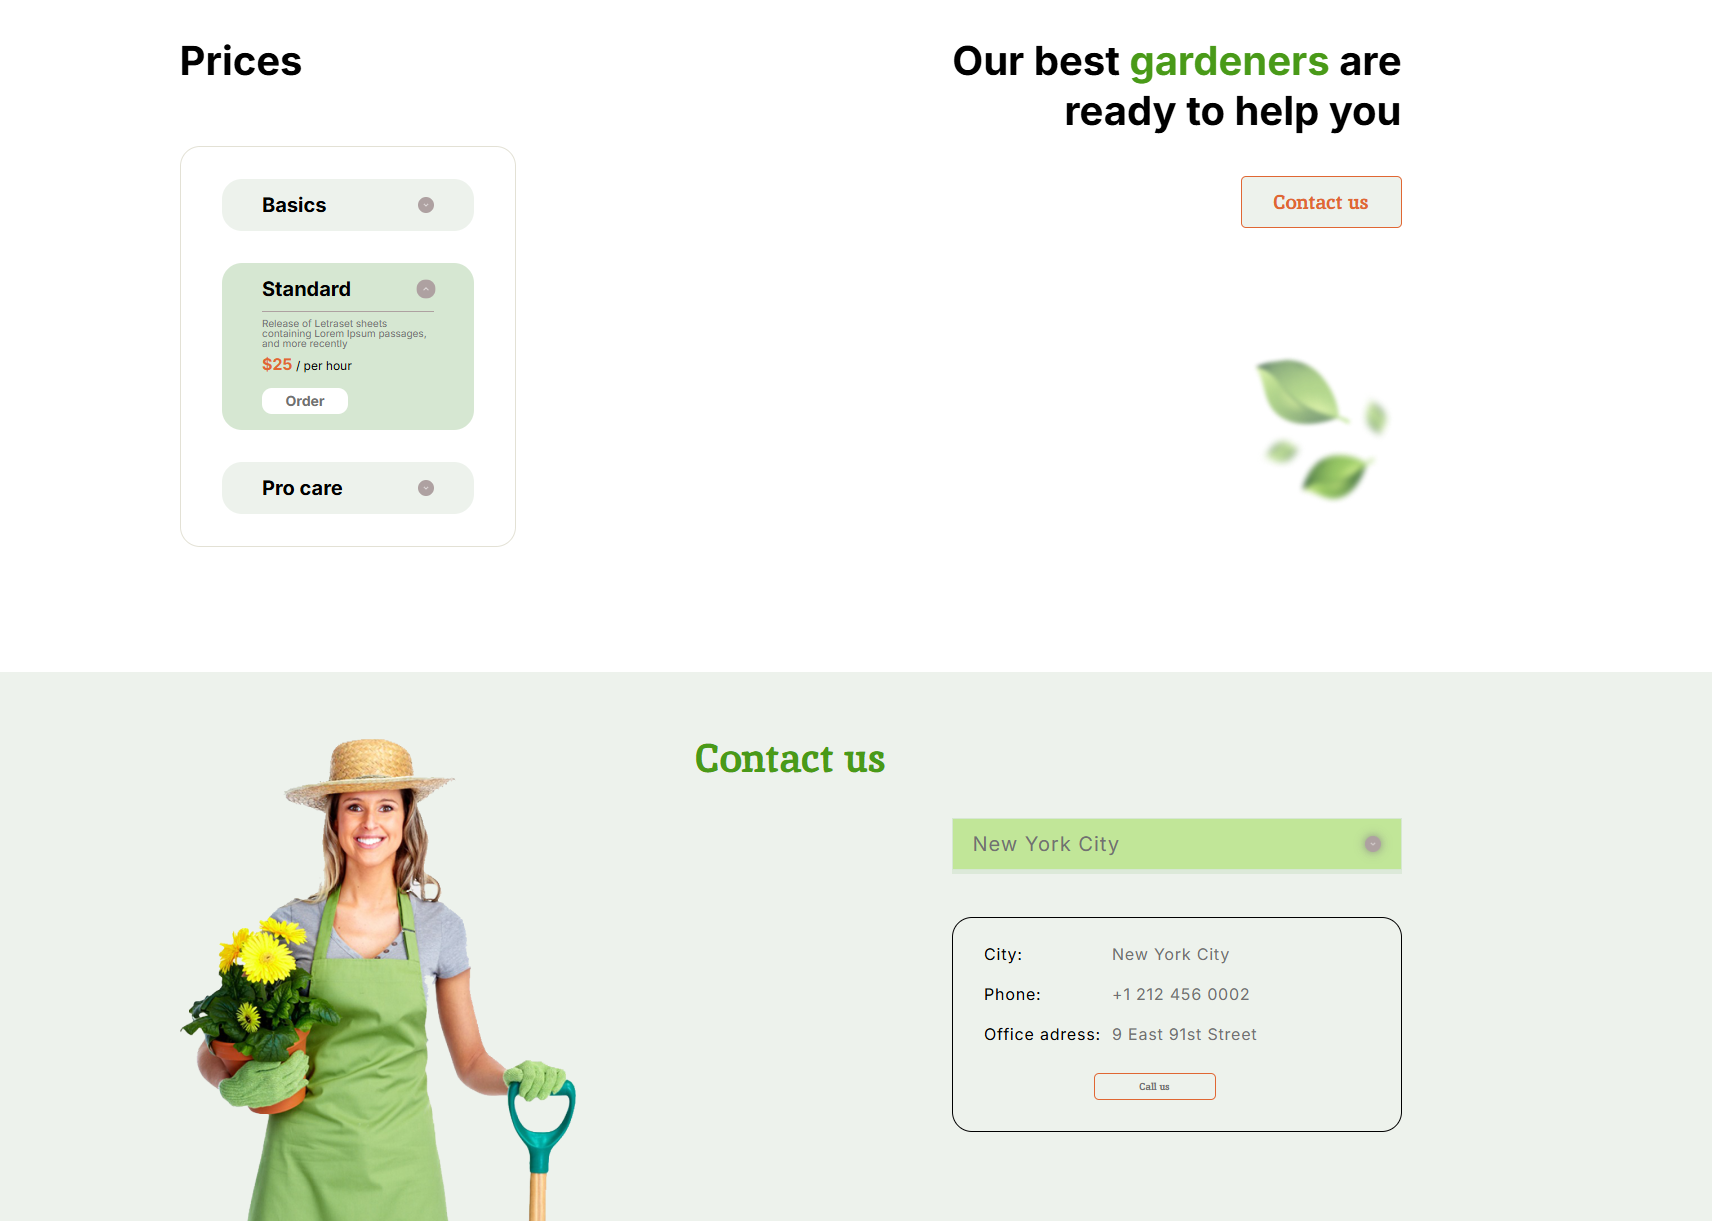 Prices
Basics
Standard
Release of Letraset sheets
containing Lorem Ipsum passages,
and more recently
$25 / per hour
Order
Pro care
Our best gardeners are
ready to help you
Contact us
Contact us
New York City
City: New York City
Phone: +1 212 456 0002
Office adress: 9 East 91st Street
Call us